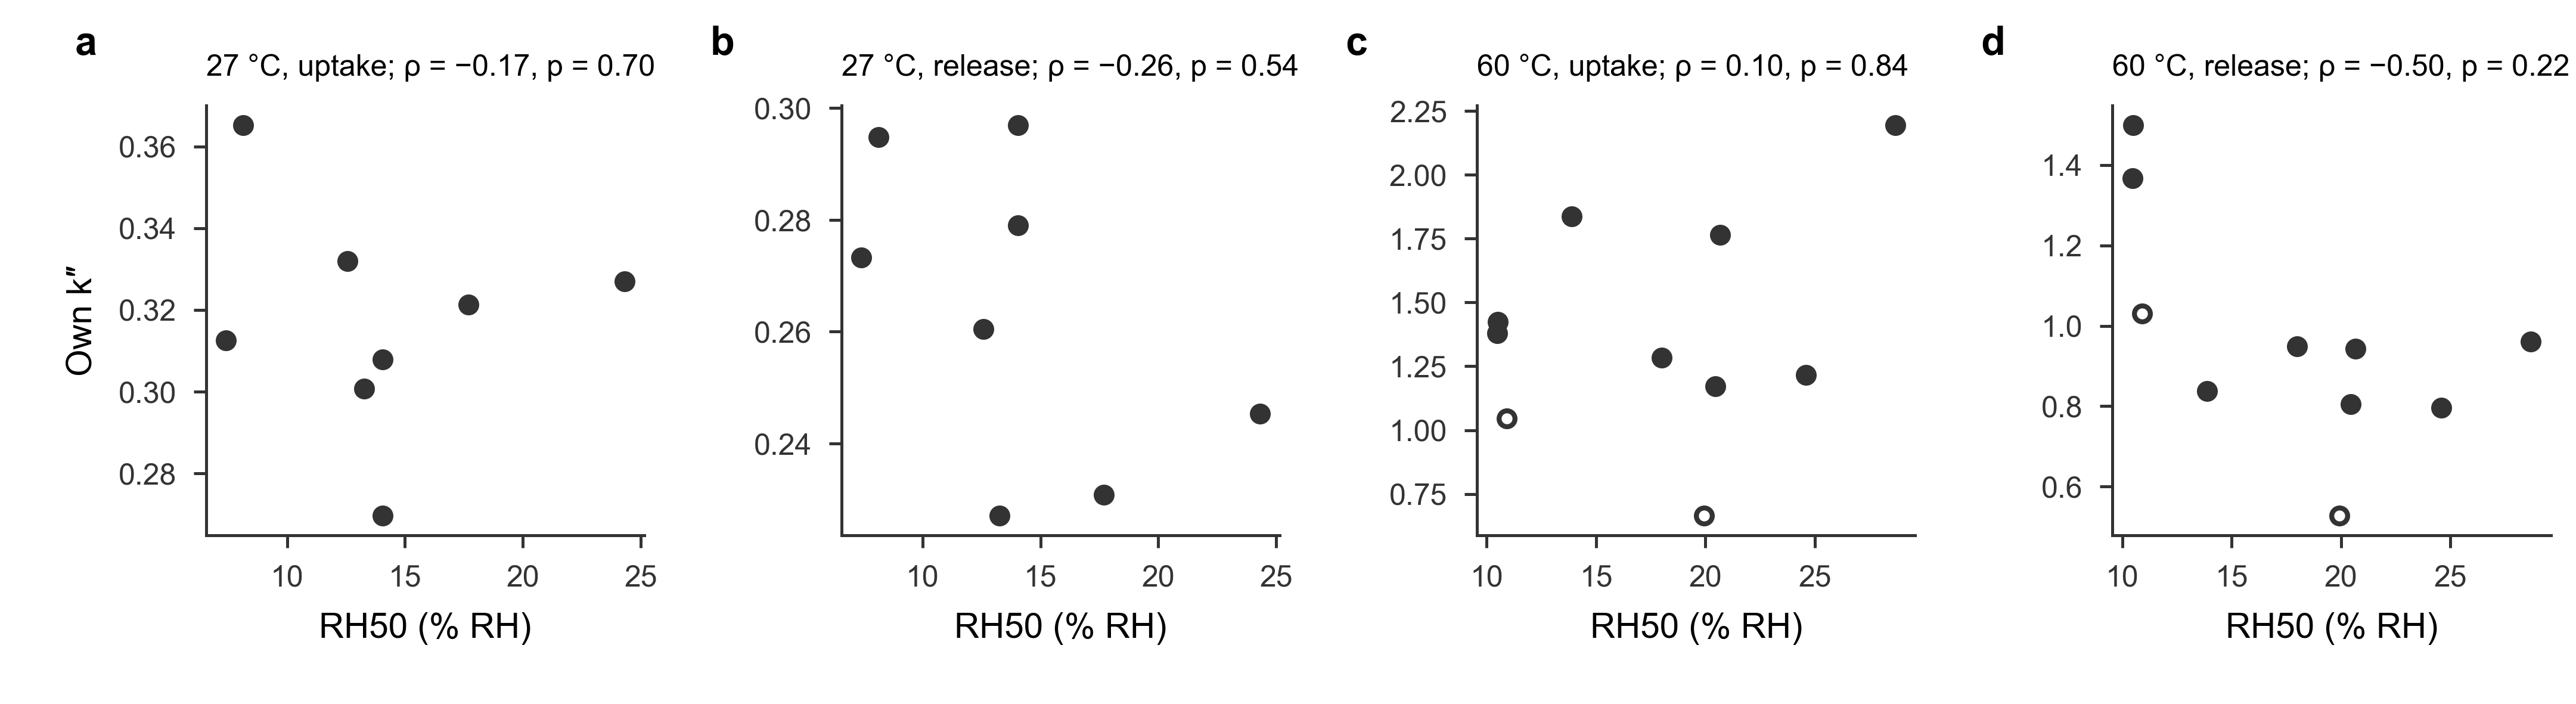 a
27 °C, uptake; ρ = −0.17, p = 0.70
0.36
0.34
0.32
0.30
0.28
Own k″
10 15 20 25
RH50 (% RH)
b
27 °C, release; ρ = −0.26, p = 0.54
0.30
0.28
0.26
0.24
10 15 20 25
RH50 (% RH)
c
60 °C, uptake; ρ = 0.10, p = 0.84
2.25
2.00
1.75
1.50
1.25
1.00
0.75
10 15 20 25
RH50 (% RH)
d
60 °C, release; ρ = −0.50, p = 0.22
1.4
1.2
1.0
0.8
0.6
10 15 20 25
RH50 (% RH)